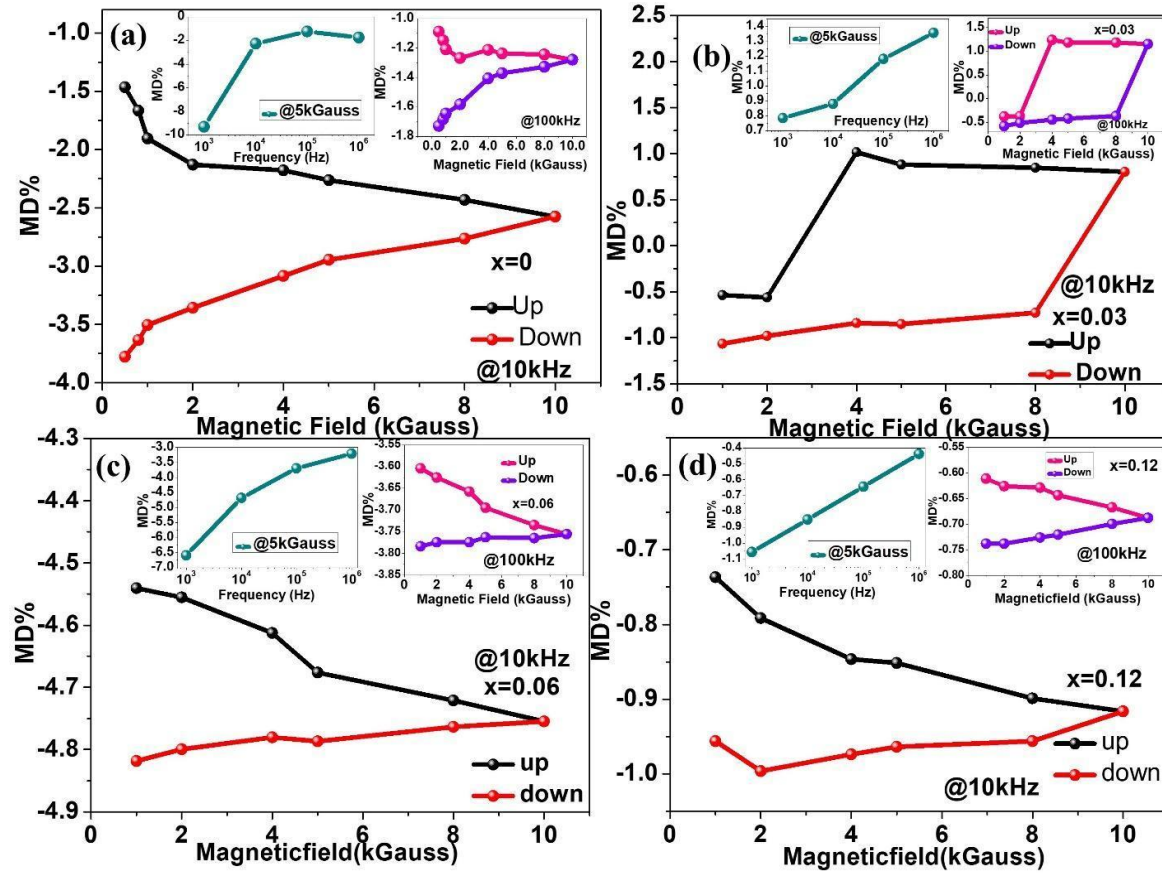 (a)
MD%
-1.0
-1.5
-2.0
-2.5
-3.0
-3.5
-4.0
0 2 4 6 8 10
Magnetic Field (kGauss)
x=0
Up
Down
@10kHz
MD%
0
-2
-4
-6
-8
-10
@5kGauss
10³ 10⁴ 10⁵ 10⁶
Frequency (Hz)
MD%
-1.0
-1.2
-1.4
-1.6
-1.8
@100kHz
0.0 2.0 4.0 6.0 8.0 10.0
Magnetic Field (kGauss)
(b)
MD%
2.5
2.0
1.5
1.0
0.5
0.0
-0.5
-1.0
-1.5
0 2 4 6 8 10
Magnetic Field (kGauss)
@10kHz
x=0.03
Up
Down
MD%
1.4
1.3
1.2
1.1
1.0
0.9
0.8
0.7
@5kGauss
10³ 10⁴ 10⁵ 10⁶
Frequency (Hz)
MD%
1.5
1.0
0.5
0.0
-0.5
Up
Down
x=0.03
@100kHz
0 2 4 6 8 10
Magnetic Field (kGauss)
(c)
MD%
-4.3
-4.4
-4.5
-4.6
-4.7
-4.8
-4.9
0 2 4 6 8 10
Magneticfield(kGauss)
@10kHz
x=0.06
up
down
MD%
-3.0
-3.5
-4.0
-4.5
-5.0
-5.5
-6.0
-6.5
-7.0
@5kGauss
10³ 10⁴ 10⁵ 10⁶
Frequency (Hz)
MD%
-3.55
-3.60
-3.65
-3.70
-3.75
-3.80
-3.85
Up
Down
x=0.06
@100kHz
0 2 4 6 8 10
Magnetic Field (kGauss)
(d)
MD%
-0.6
-0.7
-0.8
-0.9
-1.0
0 2 4 6 8 10
Magneticfield(kGauss)
x=0.12
up
down
@10kHz
MD%
-0.4
-0.5
-0.6
-0.7
-0.8
-0.9
-1.0
-1.1
@5kGauss
10³ 10⁴ 10⁵ 10⁶
Frequency (Hz)
MD%
-0.55
-0.60
-0.65
-0.70
-0.75
-0.80
Up
Down
x=0.12
@100kHz
0 2 4 6 8 10
Magneticfield (kGauss)